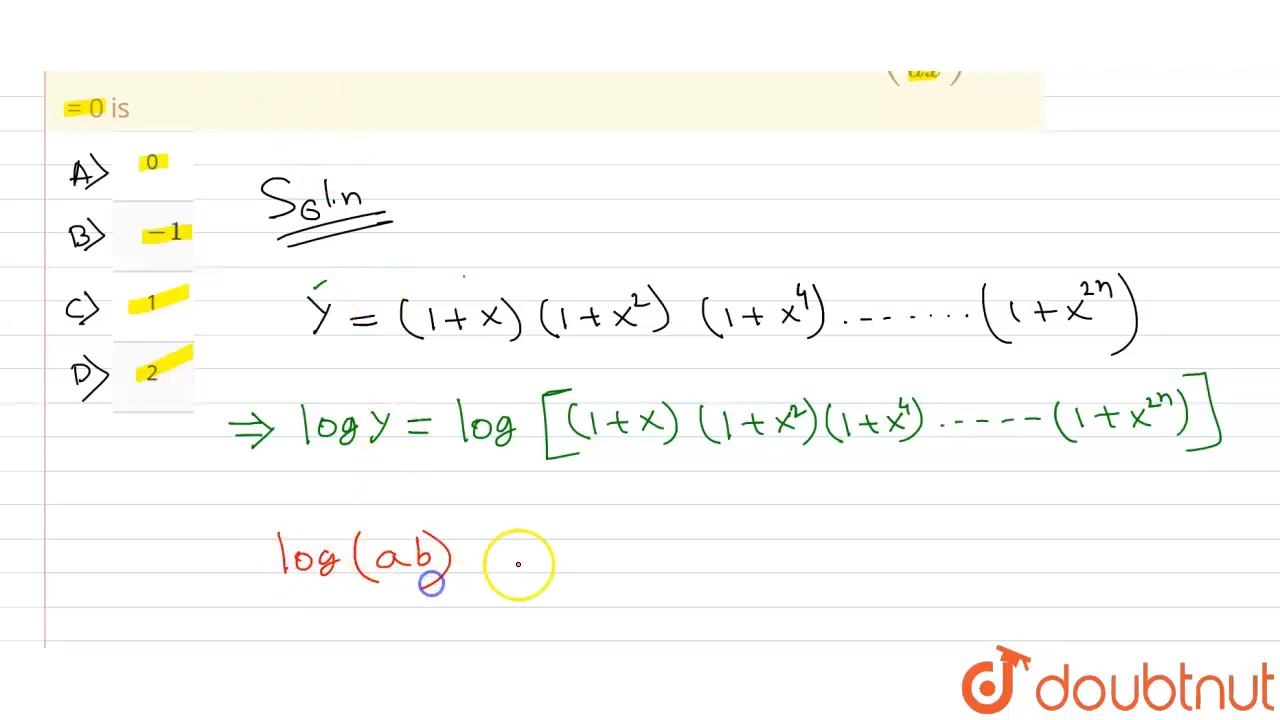 = 0 is
A) 0
Soln
B) −1
C) 1
y = (1+x) (1+x²) (1+x⁴) ........ (1+x²ⁿ)
D) 2
⇒ log y = log [(1+x) (1+x²)(1+x⁴) ...... (1+x²ⁿ)]
log(ab)
doubtnut